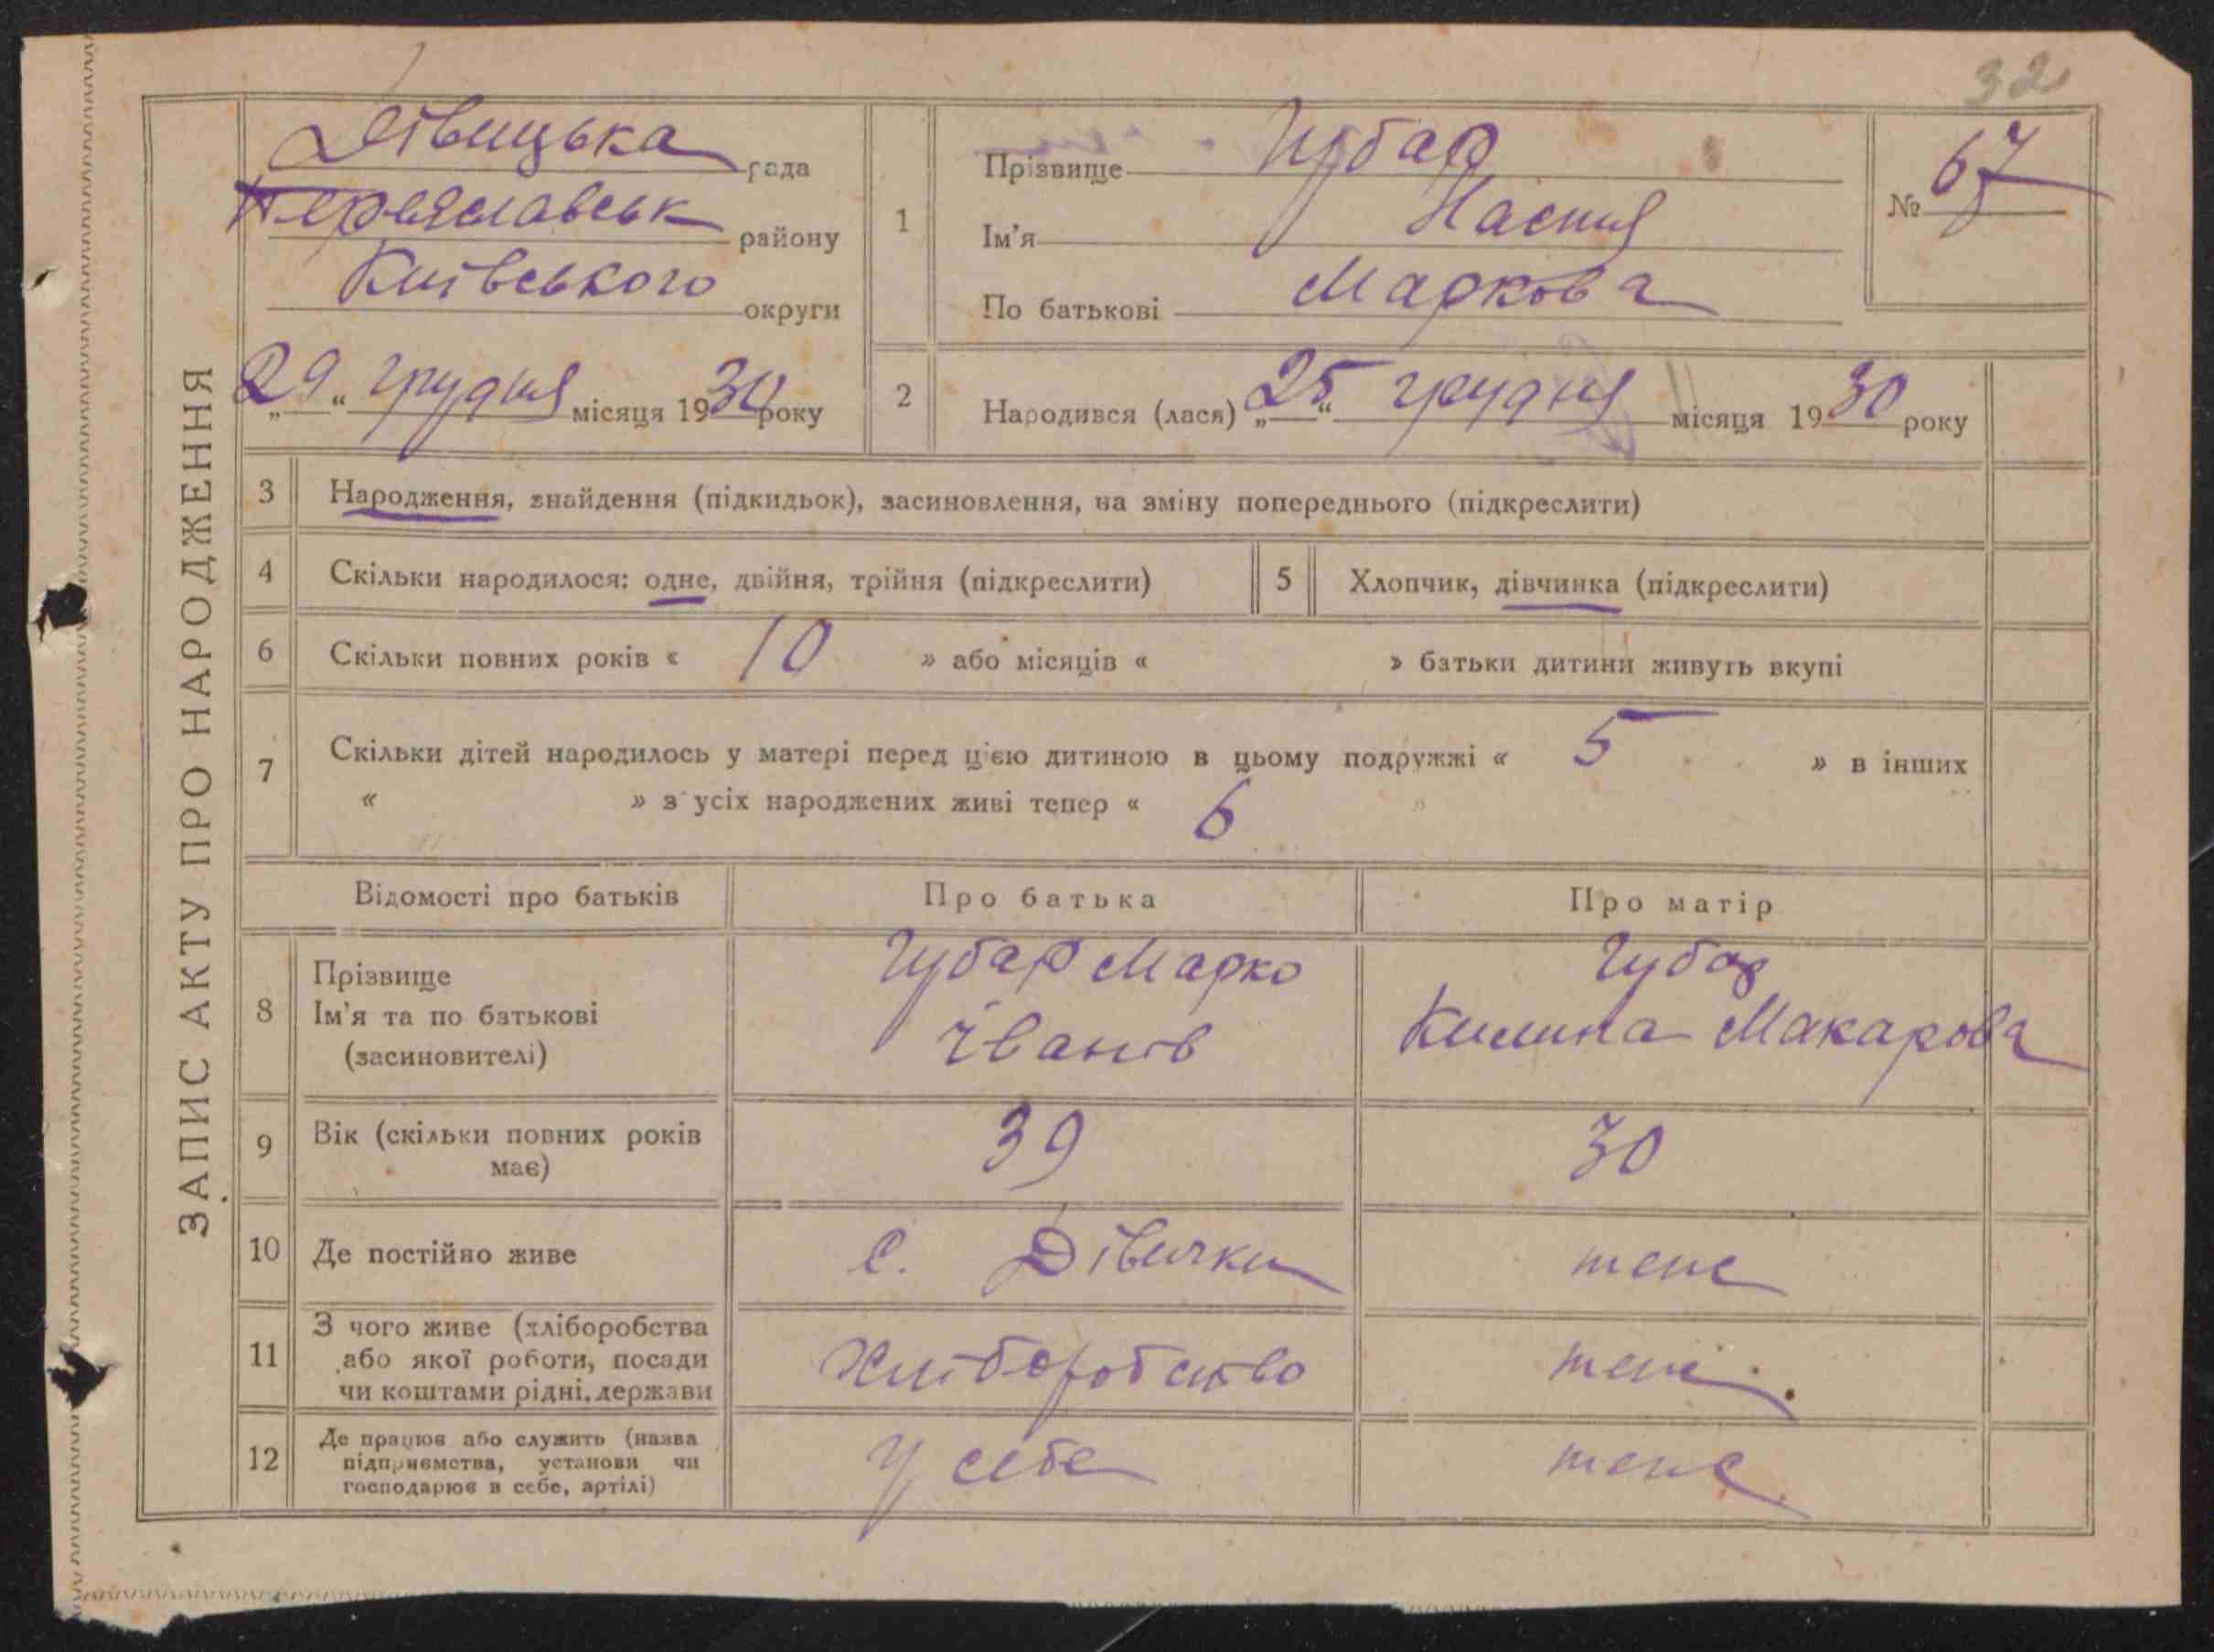 32
ЗАПИС АКТУ ПРО НАРОДЖЕННЯ
Дівицька рада
Переяславськ району
Київського округи
„29“ грудня місяця 1930 року
1
Прізвище Губар
Ім'я Настя
По батькові Маркова
№ 67
2 Народився (лася) „25“ грудня місяця 1930 року
3 Народження, знайдення (підкидьок), засиновлення, на зміну попереднього (підкреслити)
4 Скільки народилося: одне, двійня, трійня (підкреслити)
5 Хлопчик, дівчинка (підкреслити)
6 Скільки повних років « 10 » або місяців « » батьки дитини живуть вкупі
7 Скільки дітей народилось у матері перед цією дитиною в цьому подружжі « 5 » в інших
« » з усіх народжених живі тепер « 6 »
Відомості про батьків Про батька Про матір
8
Прізвище
Ім'я та по батькові
(засиновителі)
Губар Марко
Іванів
Губар
Килина Макарова
9
Вік (скільки повних років
має)
39
30
10 Де постійно живе
с. Дівички
теж
11
З чого живе (хліборобства
або якої роботи, посади
чи коштами рідні, держави
Хліборобство
теж
12
Де працює або служить (назва
підприємства, установи чи
господарює в себе, артілі)
У себе
теж